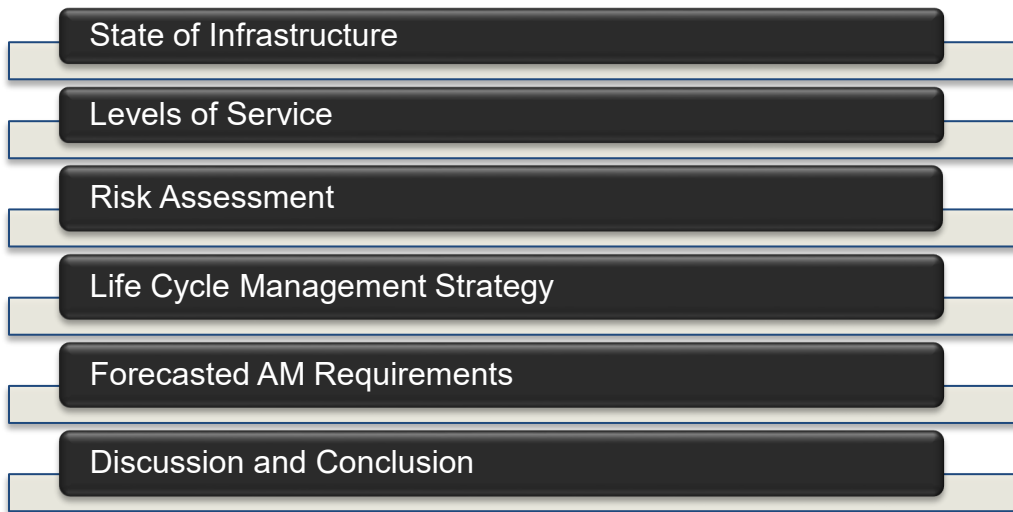 State of Infrastructure
Levels of Service
Risk Assessment
Life Cycle Management Strategy
Forecasted AM Requirements
Discussion and Conclusion